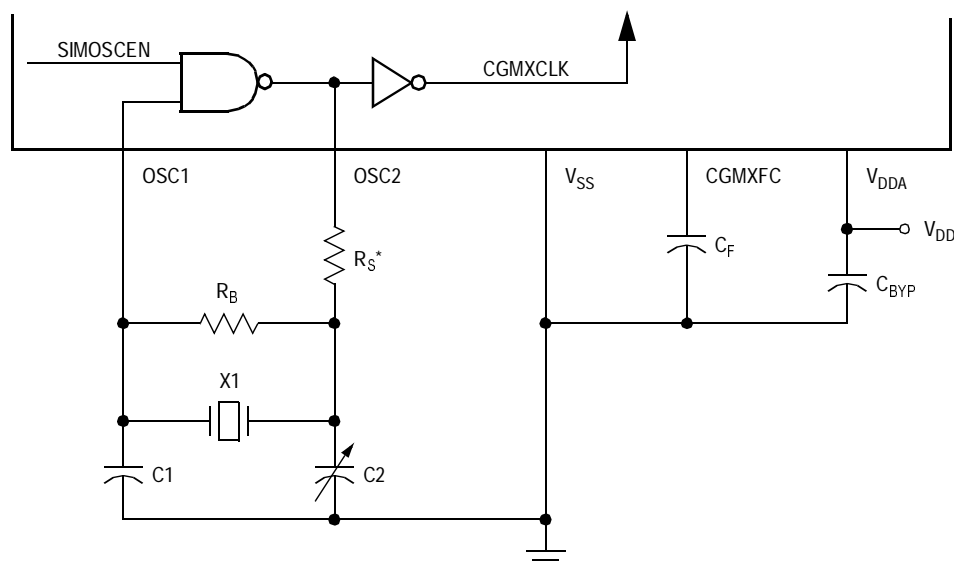 SIMOSCEN
CGMXCLK
OSC1
OSC2
VSS
CGMXFC
VDDA
VDD
RS*
CF
CBYP
RB
X1
C1
C2